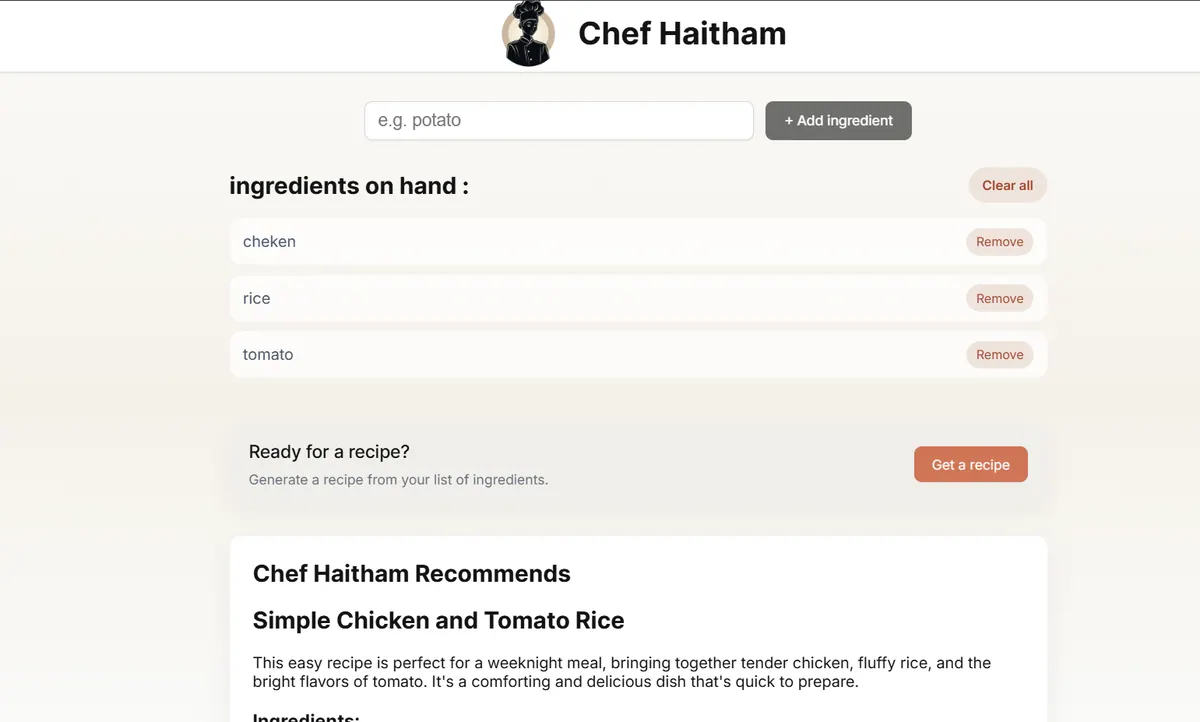 Chef Haitham
e.g. potato
+ Add ingredient
ingredients on hand :
Clear all
cheken
Remove
rice
Remove
tomato
Remove
Ready for a recipe?
Generate a recipe from your list of ingredients.
Get a recipe
Chef Haitham Recommends
Simple Chicken and Tomato Rice
This easy recipe is perfect for a weeknight meal, bringing together tender chicken, fluffy rice, and the
bright flavors of tomato. It's a comforting and delicious dish that's quick to prepare.
Ingredients: